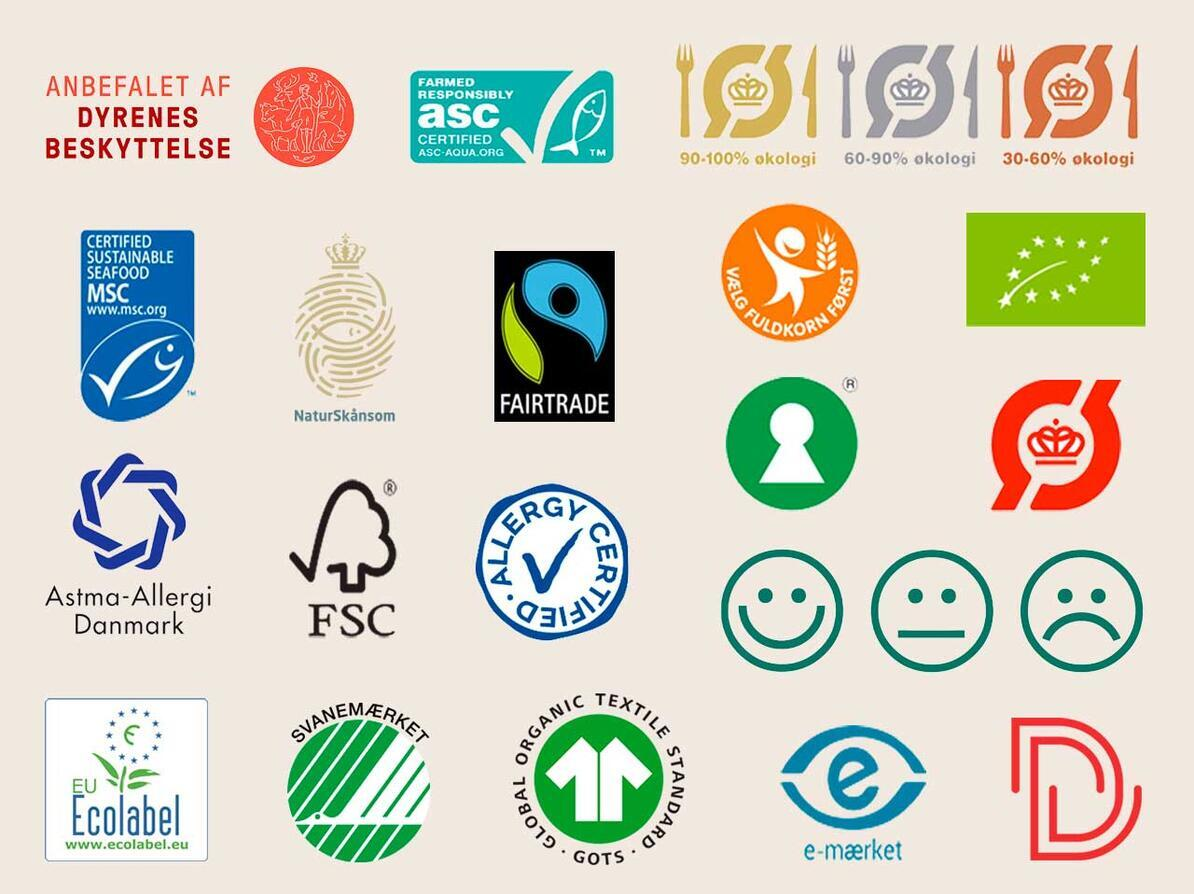 ANBEFALET AF
DYRENES
BESKYTTELSE
FARMED
RESPONSIBLY
asc
CERTIFIED
ASC-AQUA.ORG
TM
90-100% økologi
60-90% økologi
30-60% økologi
CERTIFIED
SUSTAINABLE
SEAFOOD
MSC
www.msc.org
TM
NaturSkånsom
FAIRTRADE
VÆLG FULDKORN FØRST
®
Astma-Allergi
Danmark
®
FSC
ALLERGY CERTIFIED
EU
Ecolabel
www.ecolabel.eu
SVANEMÆRKET
GLOBAL ORGANIC TEXTILE STANDARD · GOTS ·
e
e-mærket
D